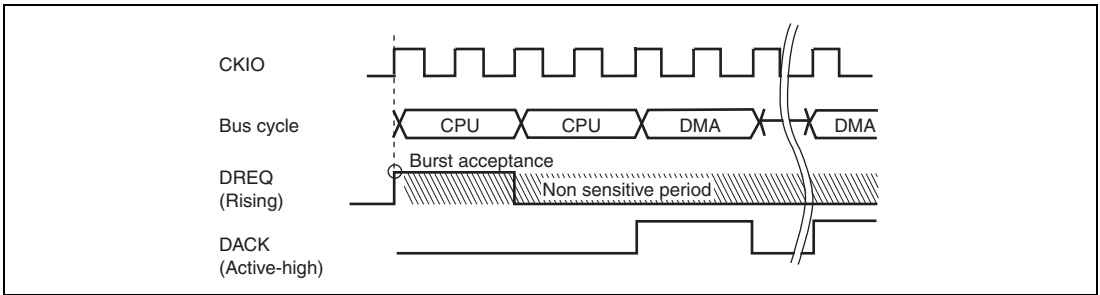 CKIO
Bus cycle
CPU CPU DMA DMA
Burst acceptance
DREQ
(Rising)
Non sensitive period
DACK
(Active-high)